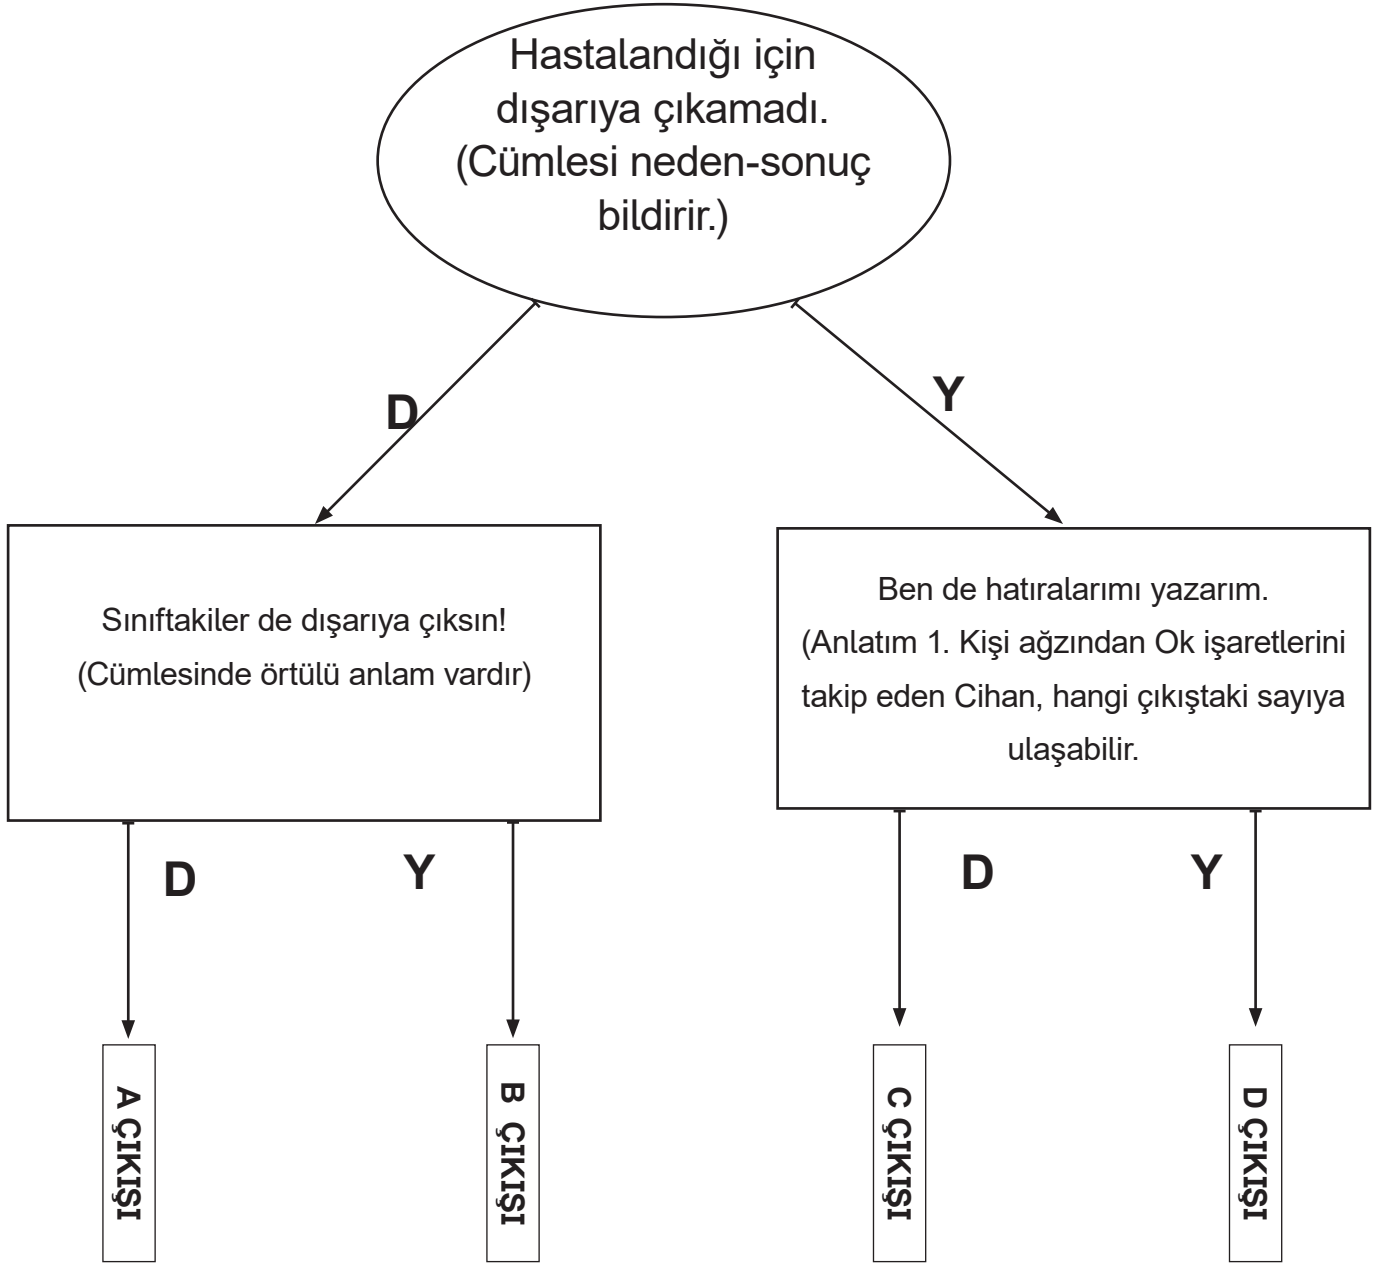 Hastalandığı için
dışarıya çıkamadı.
(Cümlesi neden-sonuç
bildirir.)
D
Y
Sınıftakiler de dışarıya çıksın!
(Cümlesinde örtülü anlam vardır)
Ben de hatıralarımı yazarım.
(Anlatım 1. Kişi ağzından Ok işaretlerini
takip eden Cihan, hangi çıkıştaki sayıya
ulaşabilir.
D
Y
D
Y
A ÇIKIŞI
B ÇIKIŞI
C ÇIKIŞI
D ÇIKIŞI